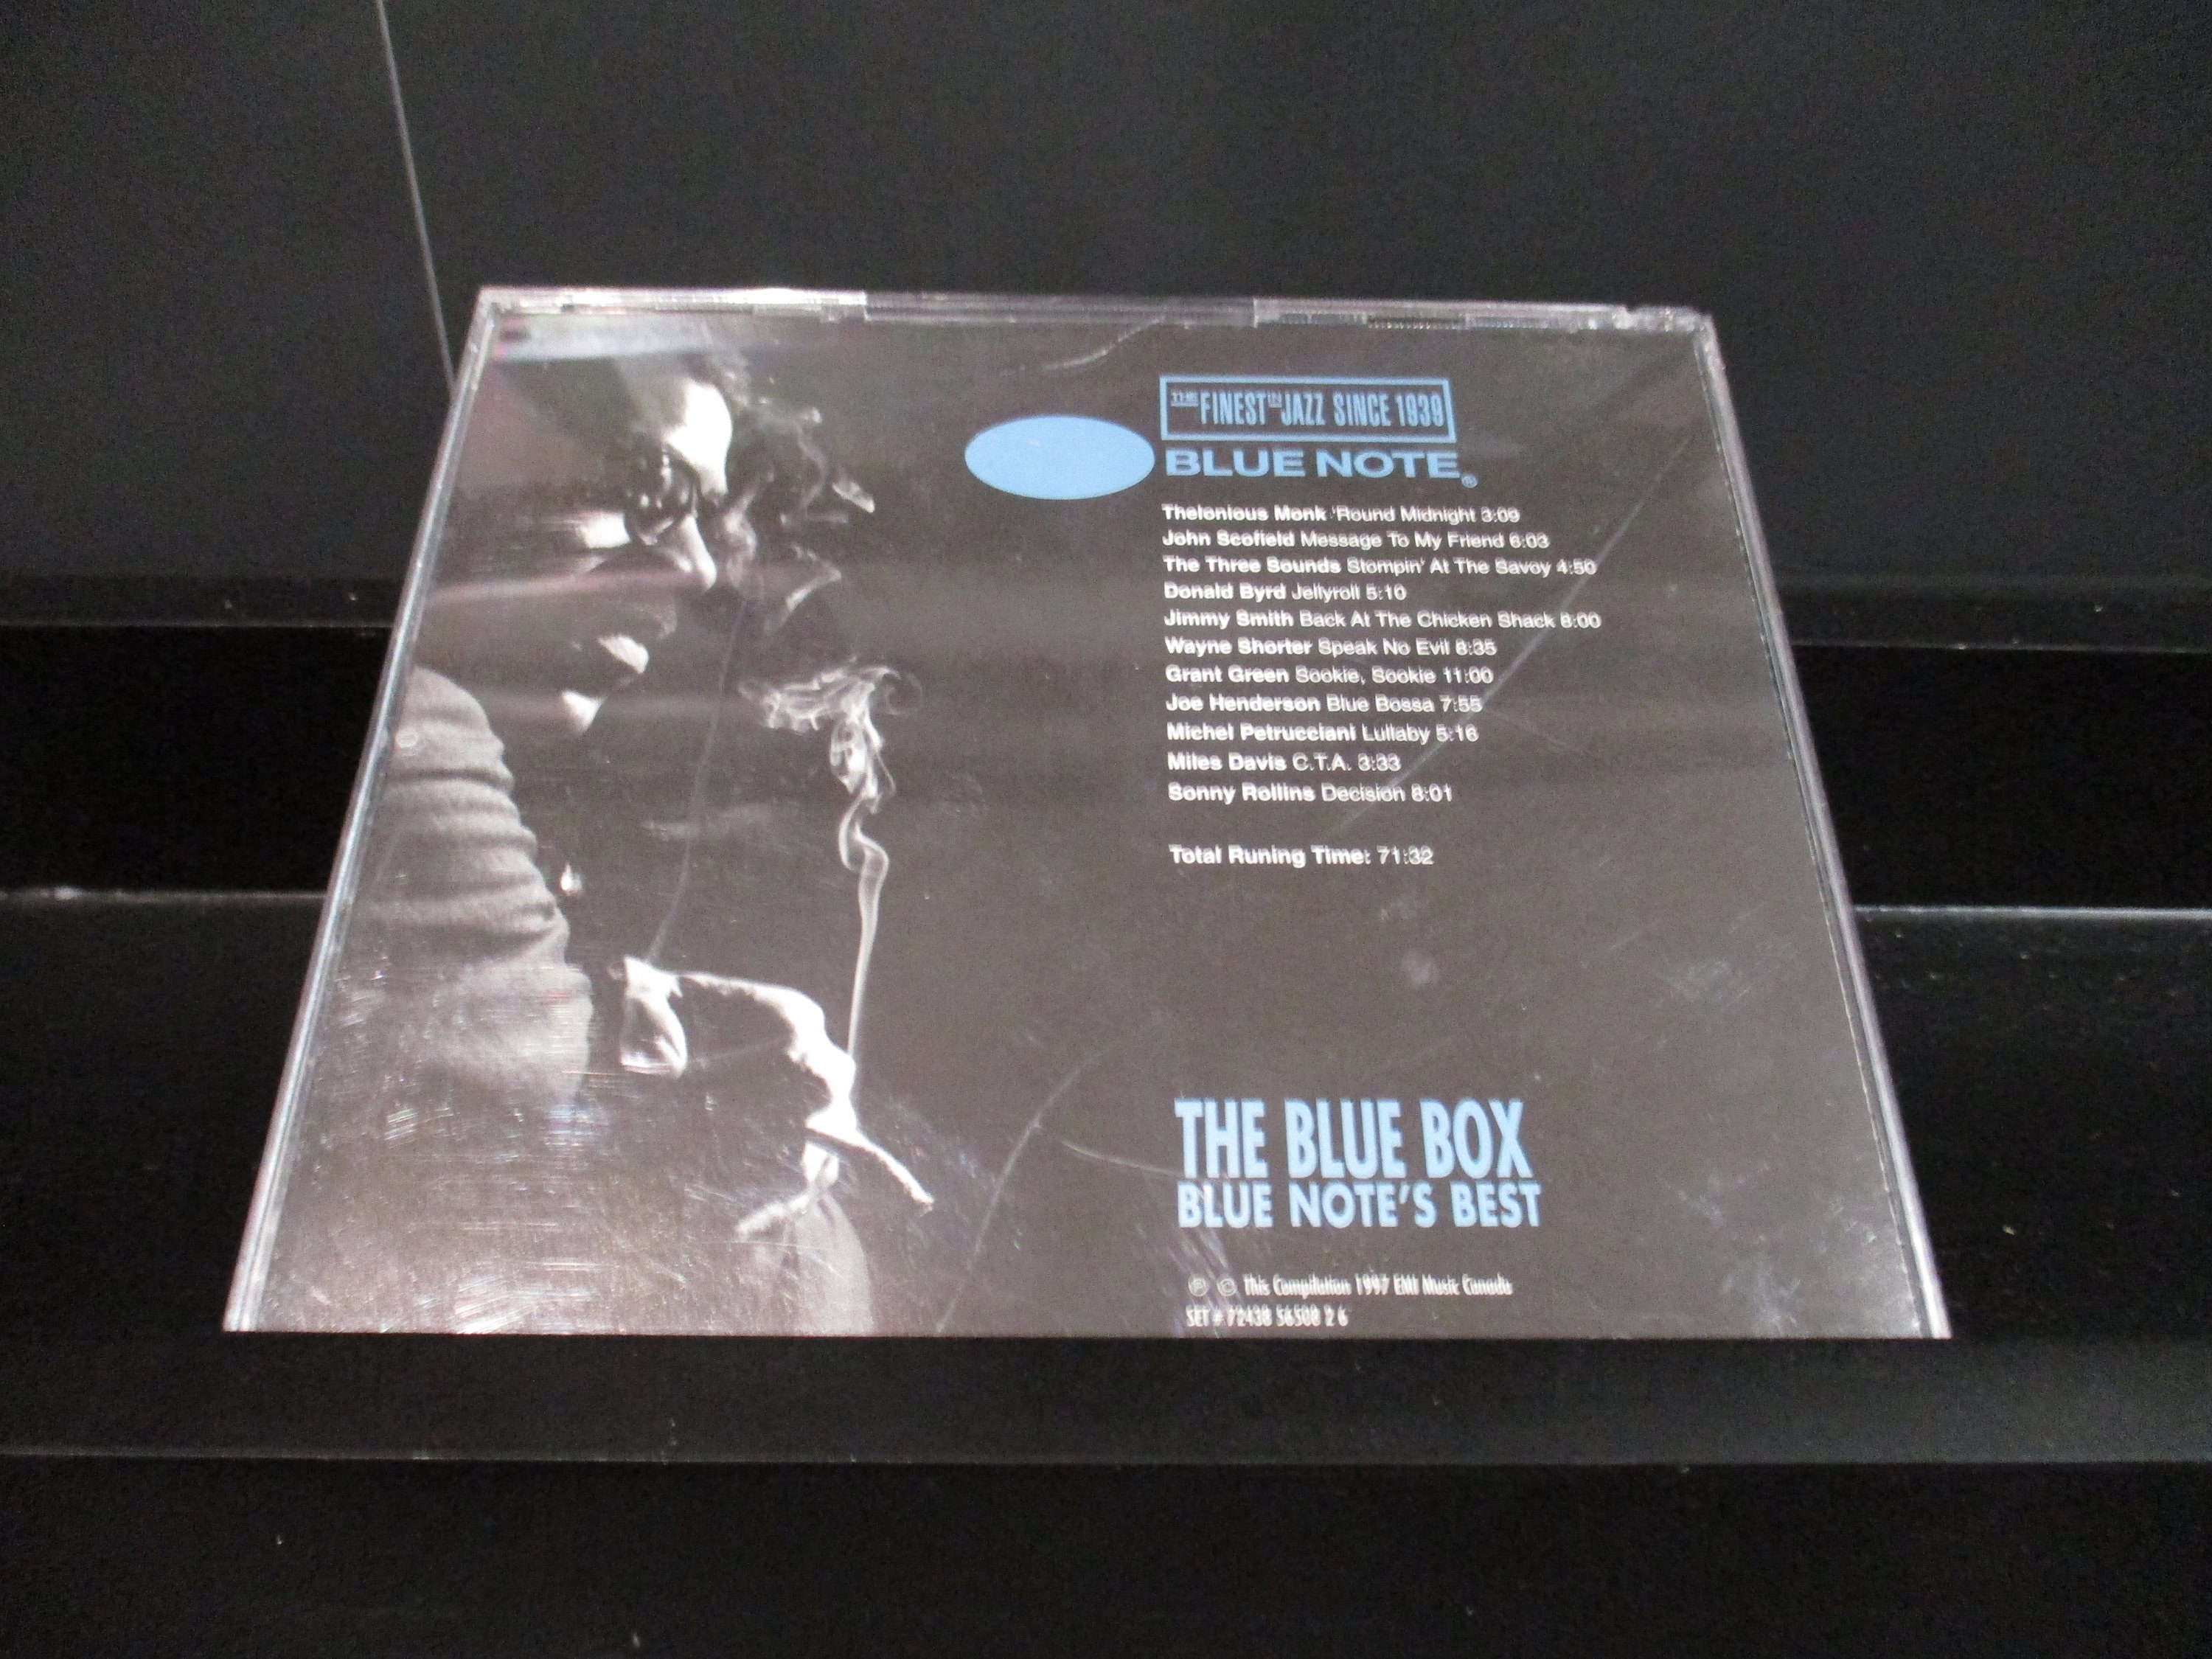 THE FINEST IN JAZZ SINCE 1939
BLUE NOTE®
Thelonious Monk 'Round Midnight 3:09
John Scofield Message To My Friend 6:03
The Three Sounds Stompin' At The Savoy 4:50
Donald Byrd Jellyroll 5:10
Jimmy Smith Back At The Chicken Shack 8:00
Wayne Shorter Speak No Evil 8:35
Grant Green Sookie, Sookie 11:00
Joe Henderson Blue Bossa 7:55
Michel Petrucciani Lullaby 5:16
Miles Davis C.T.A. 3:33
Sonny Rollins Decision 8:01
Total Runing Time: 71:32
THE BLUE BOX
BLUE NOTE'S BEST
℗ © This Compilation 1997 EMI Music Canada
SET # 72438 56508 2 6